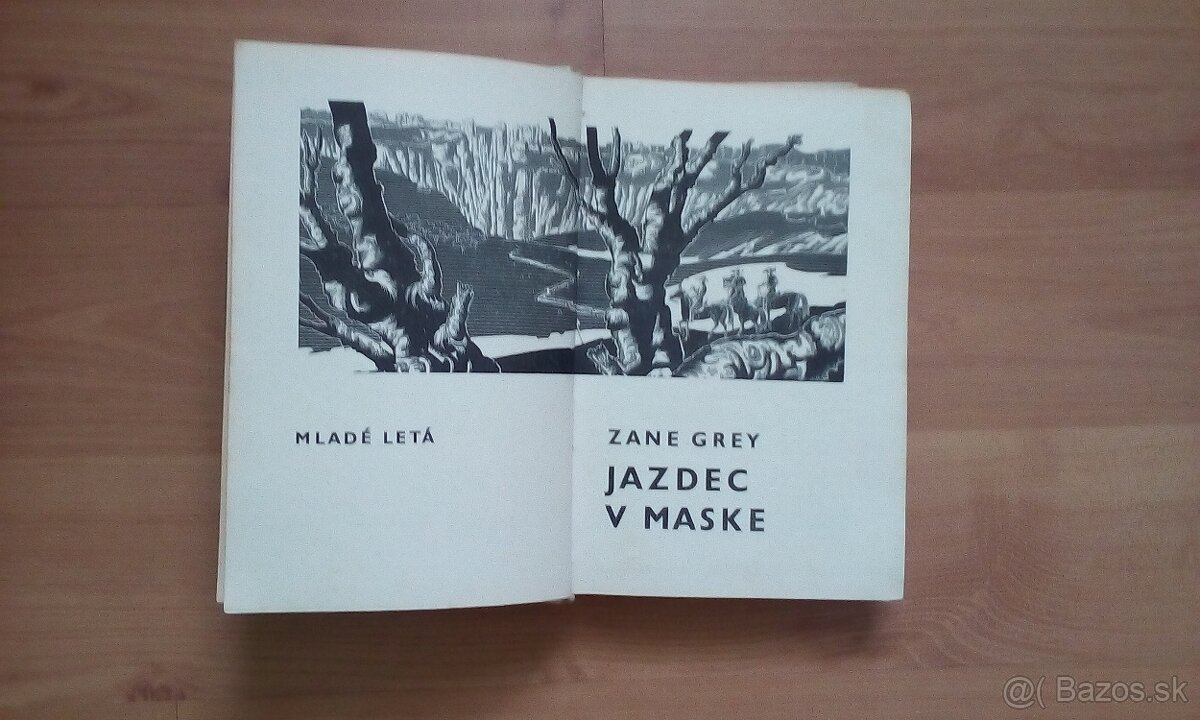 MLADÉ LETÁ
ZANE GREY
JAZDEC
V MASKE
@( Bazos.sk